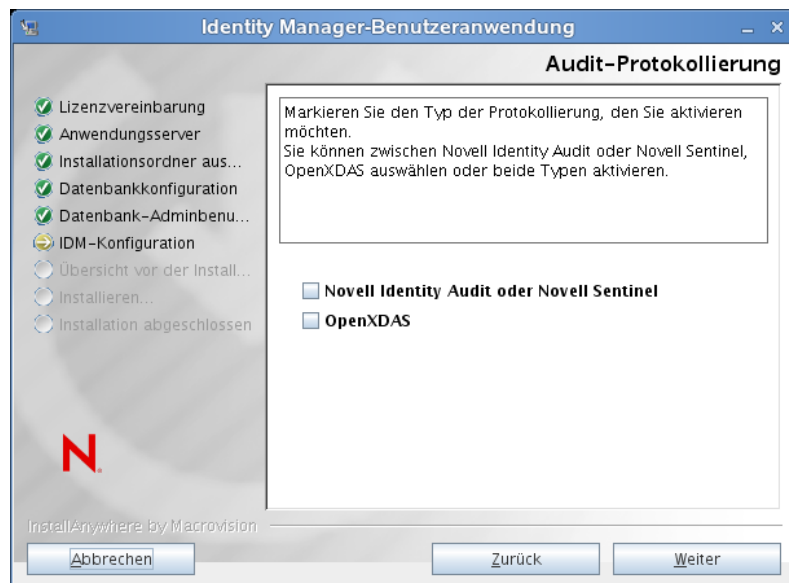 Identity Manager-Benutzeranwendung
Audit-Protokollierung
Lizenzvereinbarung
Anwendungsserver
Installationsordner aus...
Datenbankkonfiguration
Datenbank-Adminbenu...
IDM-Konfiguration
Übersicht vor der Install...
Installieren...
Installation abgeschlossen
Markieren Sie den Typ der Protokollierung, den Sie aktivieren
möchten.
Sie können zwischen Novell Identity Audit oder Novell Sentinel,
OpenXDAS auswählen oder beide Typen aktivieren.
Novell Identity Audit oder Novell Sentinel
OpenXDAS
N
InstallAnywhere by Macrovision
Abbrechen
Zurück
Weiter